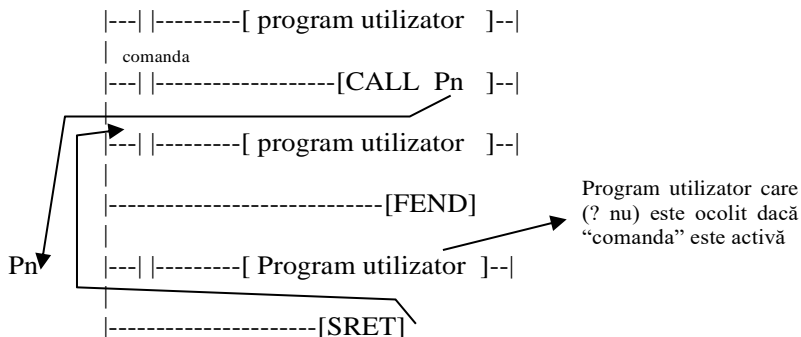 |---| |---------[ program utilizator ]--|
|
comanda
|---| |-------------------[CALL Pn ]--|
|
|---| |---------[ program utilizator ]--|
|
|-----------------------------[FEND]
|
Pn |---| |---------[ Program utilizator ]--|
|
|----------------------[SRET]
Program utilizator care
(? nu) este ocolit dacă
“comanda” este activă